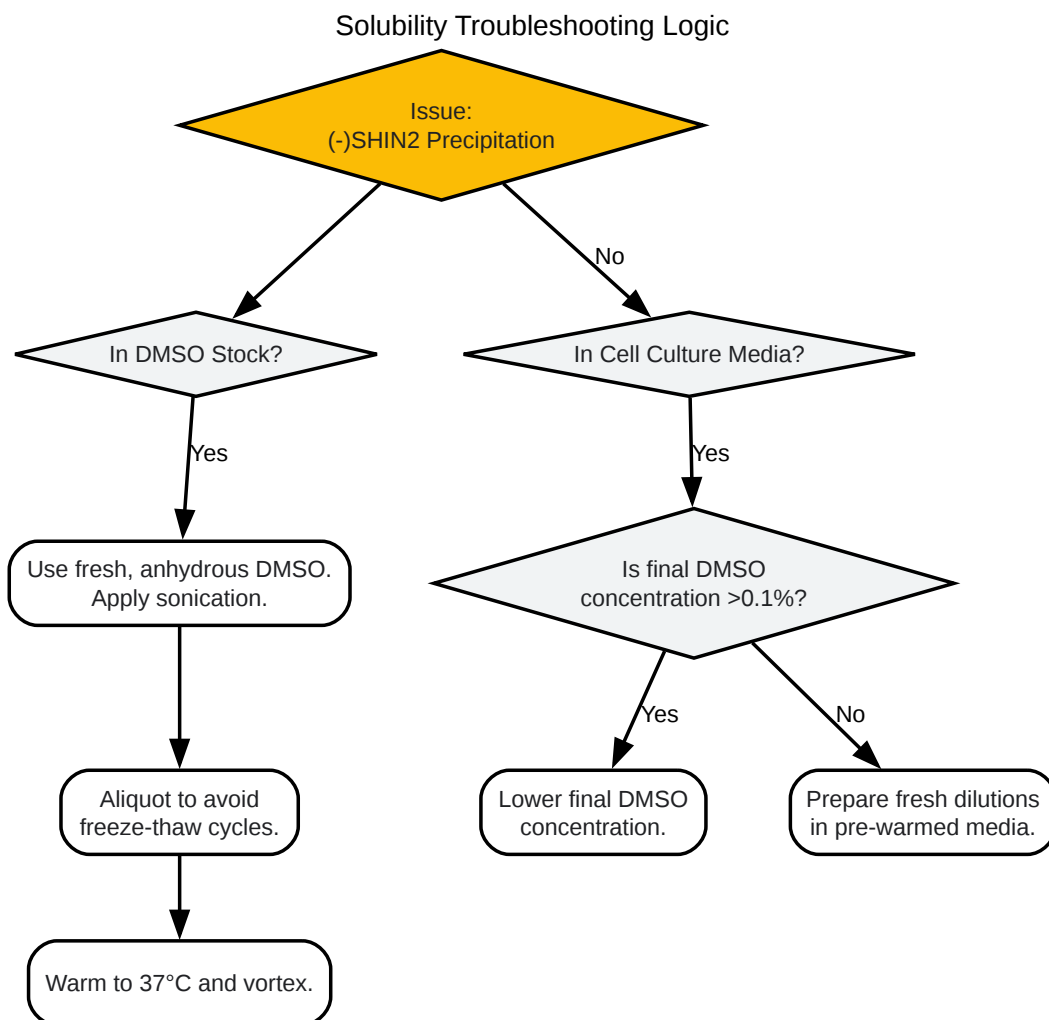 Solubility Troubleshooting Logic
Issue:
(-)SHIN2 Precipitation
No
In DMSO Stock?
In Cell Culture Media?
Yes
Yes
Use fresh, anhydrous DMSO.
Apply sonication.
Is final DMSO
concentration >0.1%?
Yes
No
Aliquot to avoid
freeze-thaw cycles.
Lower final DMSO
concentration.
Prepare fresh dilutions
in pre-warmed media.
Warm to 37°C and vortex.